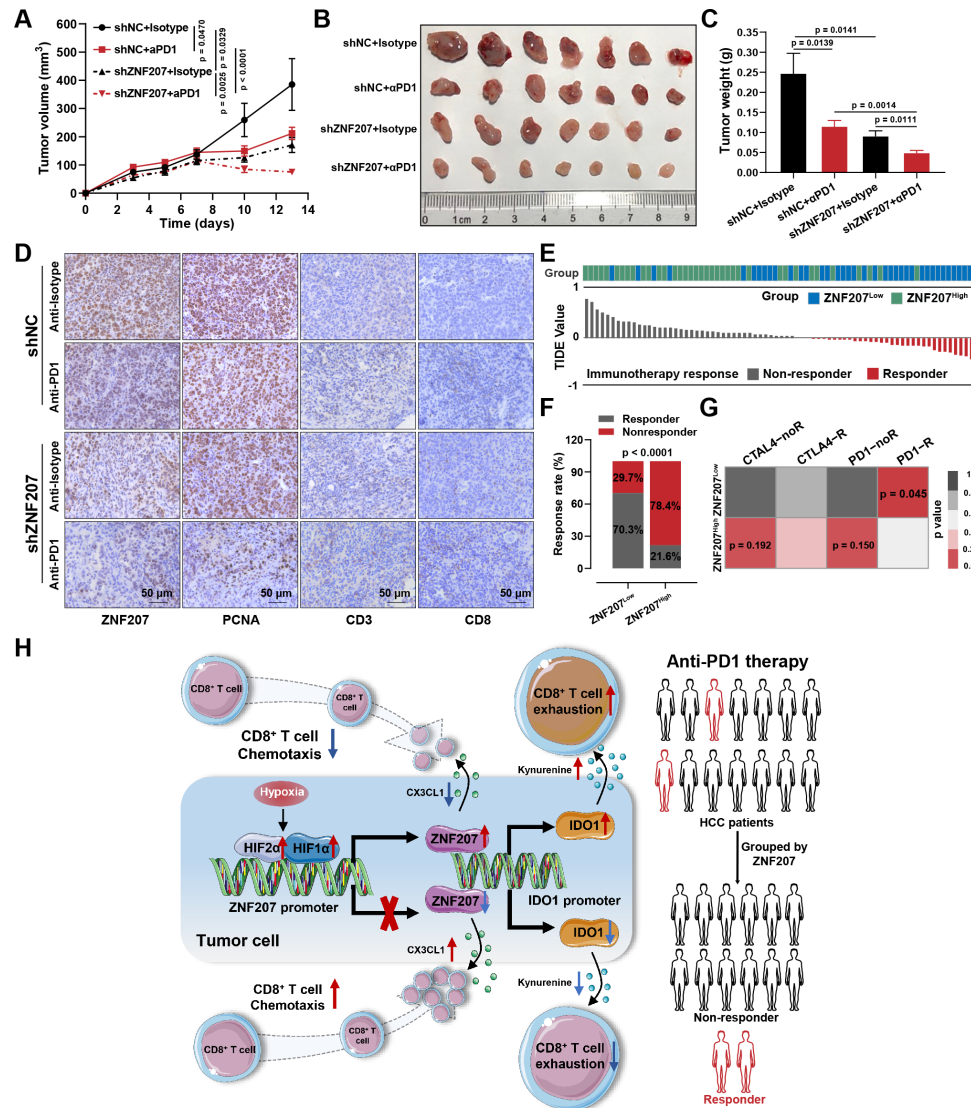 A
shNC+Isotype
shNC+aPD1
shZNF207+Isotype
shZNF207+aPD1
p = 0.0470
p = 0.0025
p = 0.0329
p < 0.0001
Tumor volume (mm³)
600
500
400
300
200
100
0
0 2 4 6 8 10 12 14
Time (days)
B
shNC+Isotype
shNC+αPD1
shZNF207+Isotype
shZNF207+αPD1
0 1cm 2 3 4 5 6 7 8 9
C
p = 0.0141
p = 0.0139
p = 0.0014
p = 0.0111
Tumor weight (g)
0.35
0.30
0.25
0.20
0.15
0.10
0.05
0.00
shNC+Isotype
shNC+αPD1
shZNF207+Isotype
shZNF207+αPD1
D
shNC
Anti-Isotype
Anti-PD1
shZNF207
Anti-Isotype
Anti-PD1
50 μm
50 μm
50 μm
50 μm
ZNF207
PCNA
CD3
CD8
E
Group
1
0
-1
TIDE Value
Group ZNF207Low ZNF207High
Immunotherapy response Non-responder Responder
F
Responder
Nonresponder
p < 0.0001
Response rate (%)
120
90
60
30
0
29.7%
70.3%
78.4%
21.6%
ZNF207Low
ZNF207High
G
CTAL4−noR
CTLA4−R
PD1−noR
PD1−R
ZNF207Low
ZNF207High
p = 0.045
p = 0.192
p = 0.150
p value
1
H
CD8⁺ T cell
CD8⁺ T cell
CD8⁺ T cell
Chemotaxis
CD8⁺ T cell
exhaustion
Kynurenine
CX3CL1
Hypoxia
HIF2α
HIF1α
ZNF207
IDO1
ZNF207 promoter
ZNF207
IDO1 promoter
IDO1
Tumor cell
CX3CL1
Kynurenine
CD8⁺ T cell
Chemotaxis
CD8⁺ T cell
CD8⁺ T cell
CD8⁺ T cell
exhaustion
Anti-PD1 therapy
HCC patients
Grouped by
ZNF207
Non-responder
Responder